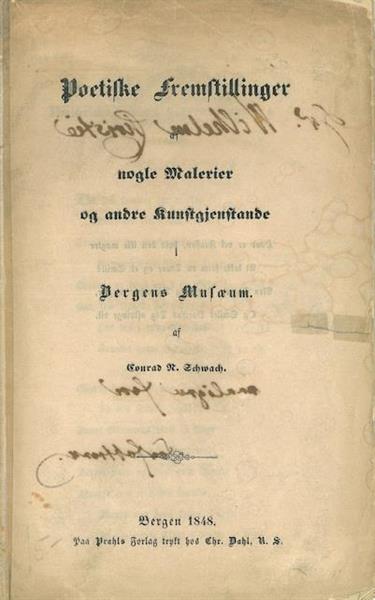 Poetiske Fremstillinger
af
nogle Malerier
og andre Kunstgjenstande
i
Bergens Musæum.
af
Conrad N. Schwach.
Bergen 1848.
Paa Prahls Forlag trykt hos Chr. Dahl, R. S.